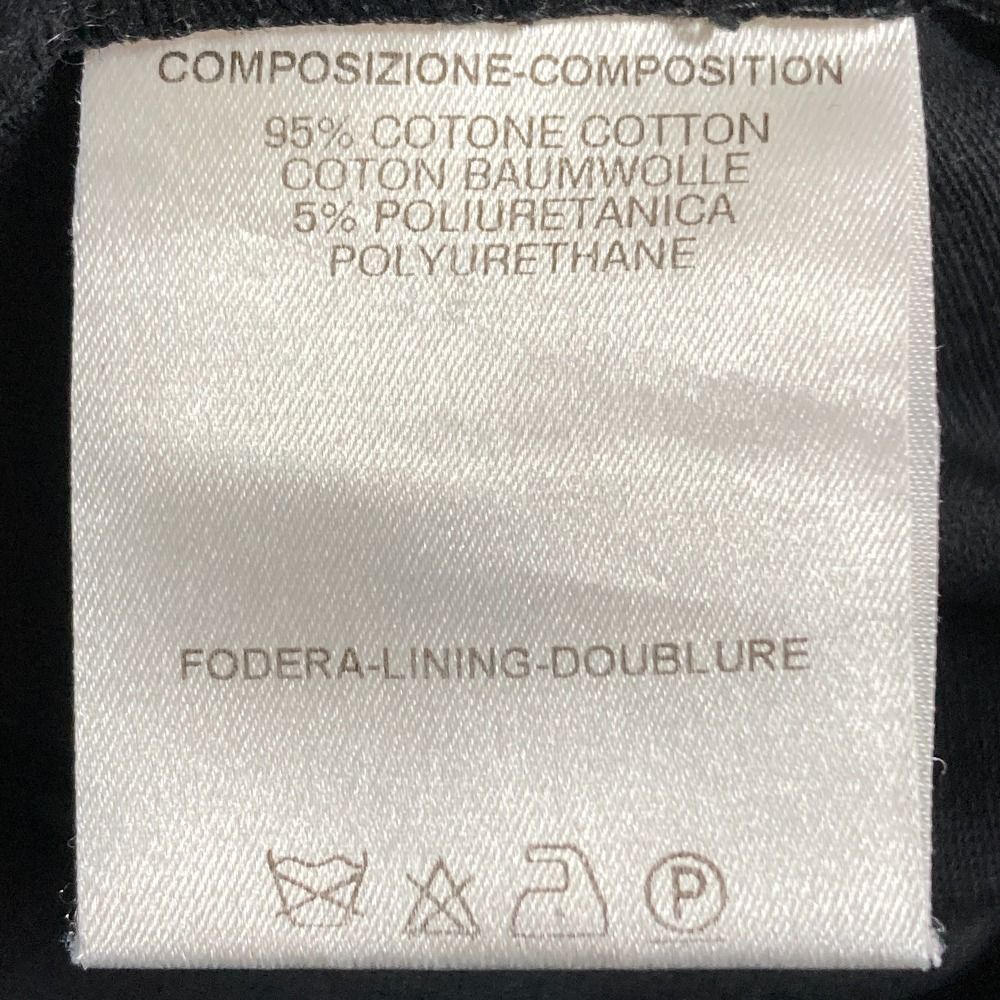 COMPOSIZIONE-COMPOSITION
95% COTONE COTTON
COTON BAUMWOLLE
5% POLIURETANICA
POLYURETHANE
FODERA-LINING-DOUBLURE
P